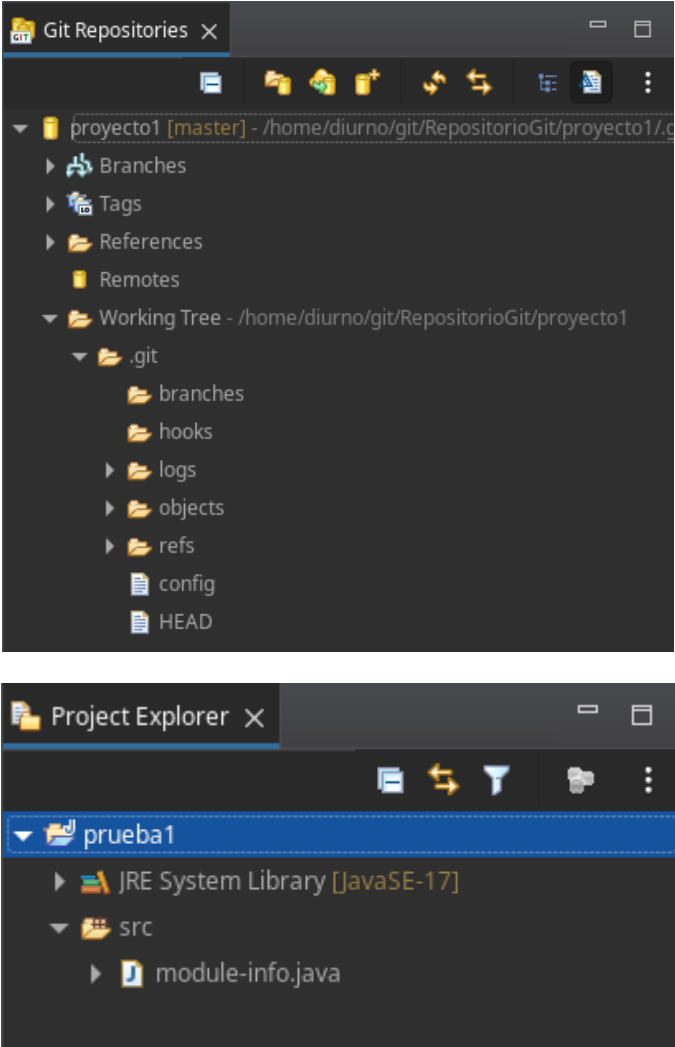 Git Repositories
proyecto1 [master] - /home/diurno/git/RepositorioGit/proyecto1/.g
Branches
Tags
References
Remotes
Working Tree - /home/diurno/git/RepositorioGit/proyecto1
.git
branches
hooks
logs
objects
refs
config
HEAD
Project Explorer
prueba1
JRE System Library [JavaSE-17]
src
module-info.java